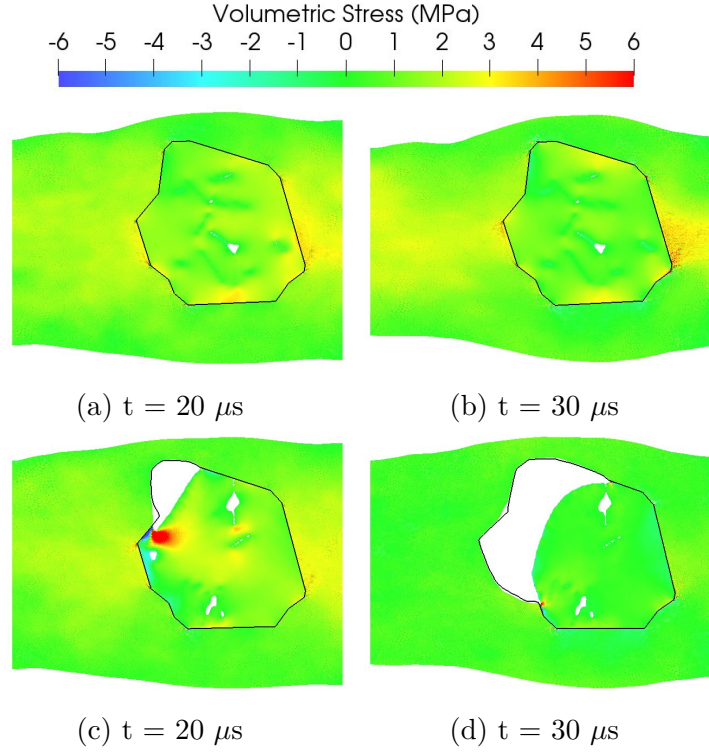 Volumetric Stress (MPa)
-6 -5 -4 -3 -2 -1 0 1 2 3 4 5 6
(a) t = 20 μs
(b) t = 30 μs
(c) t = 20 μs
(d) t = 30 μs